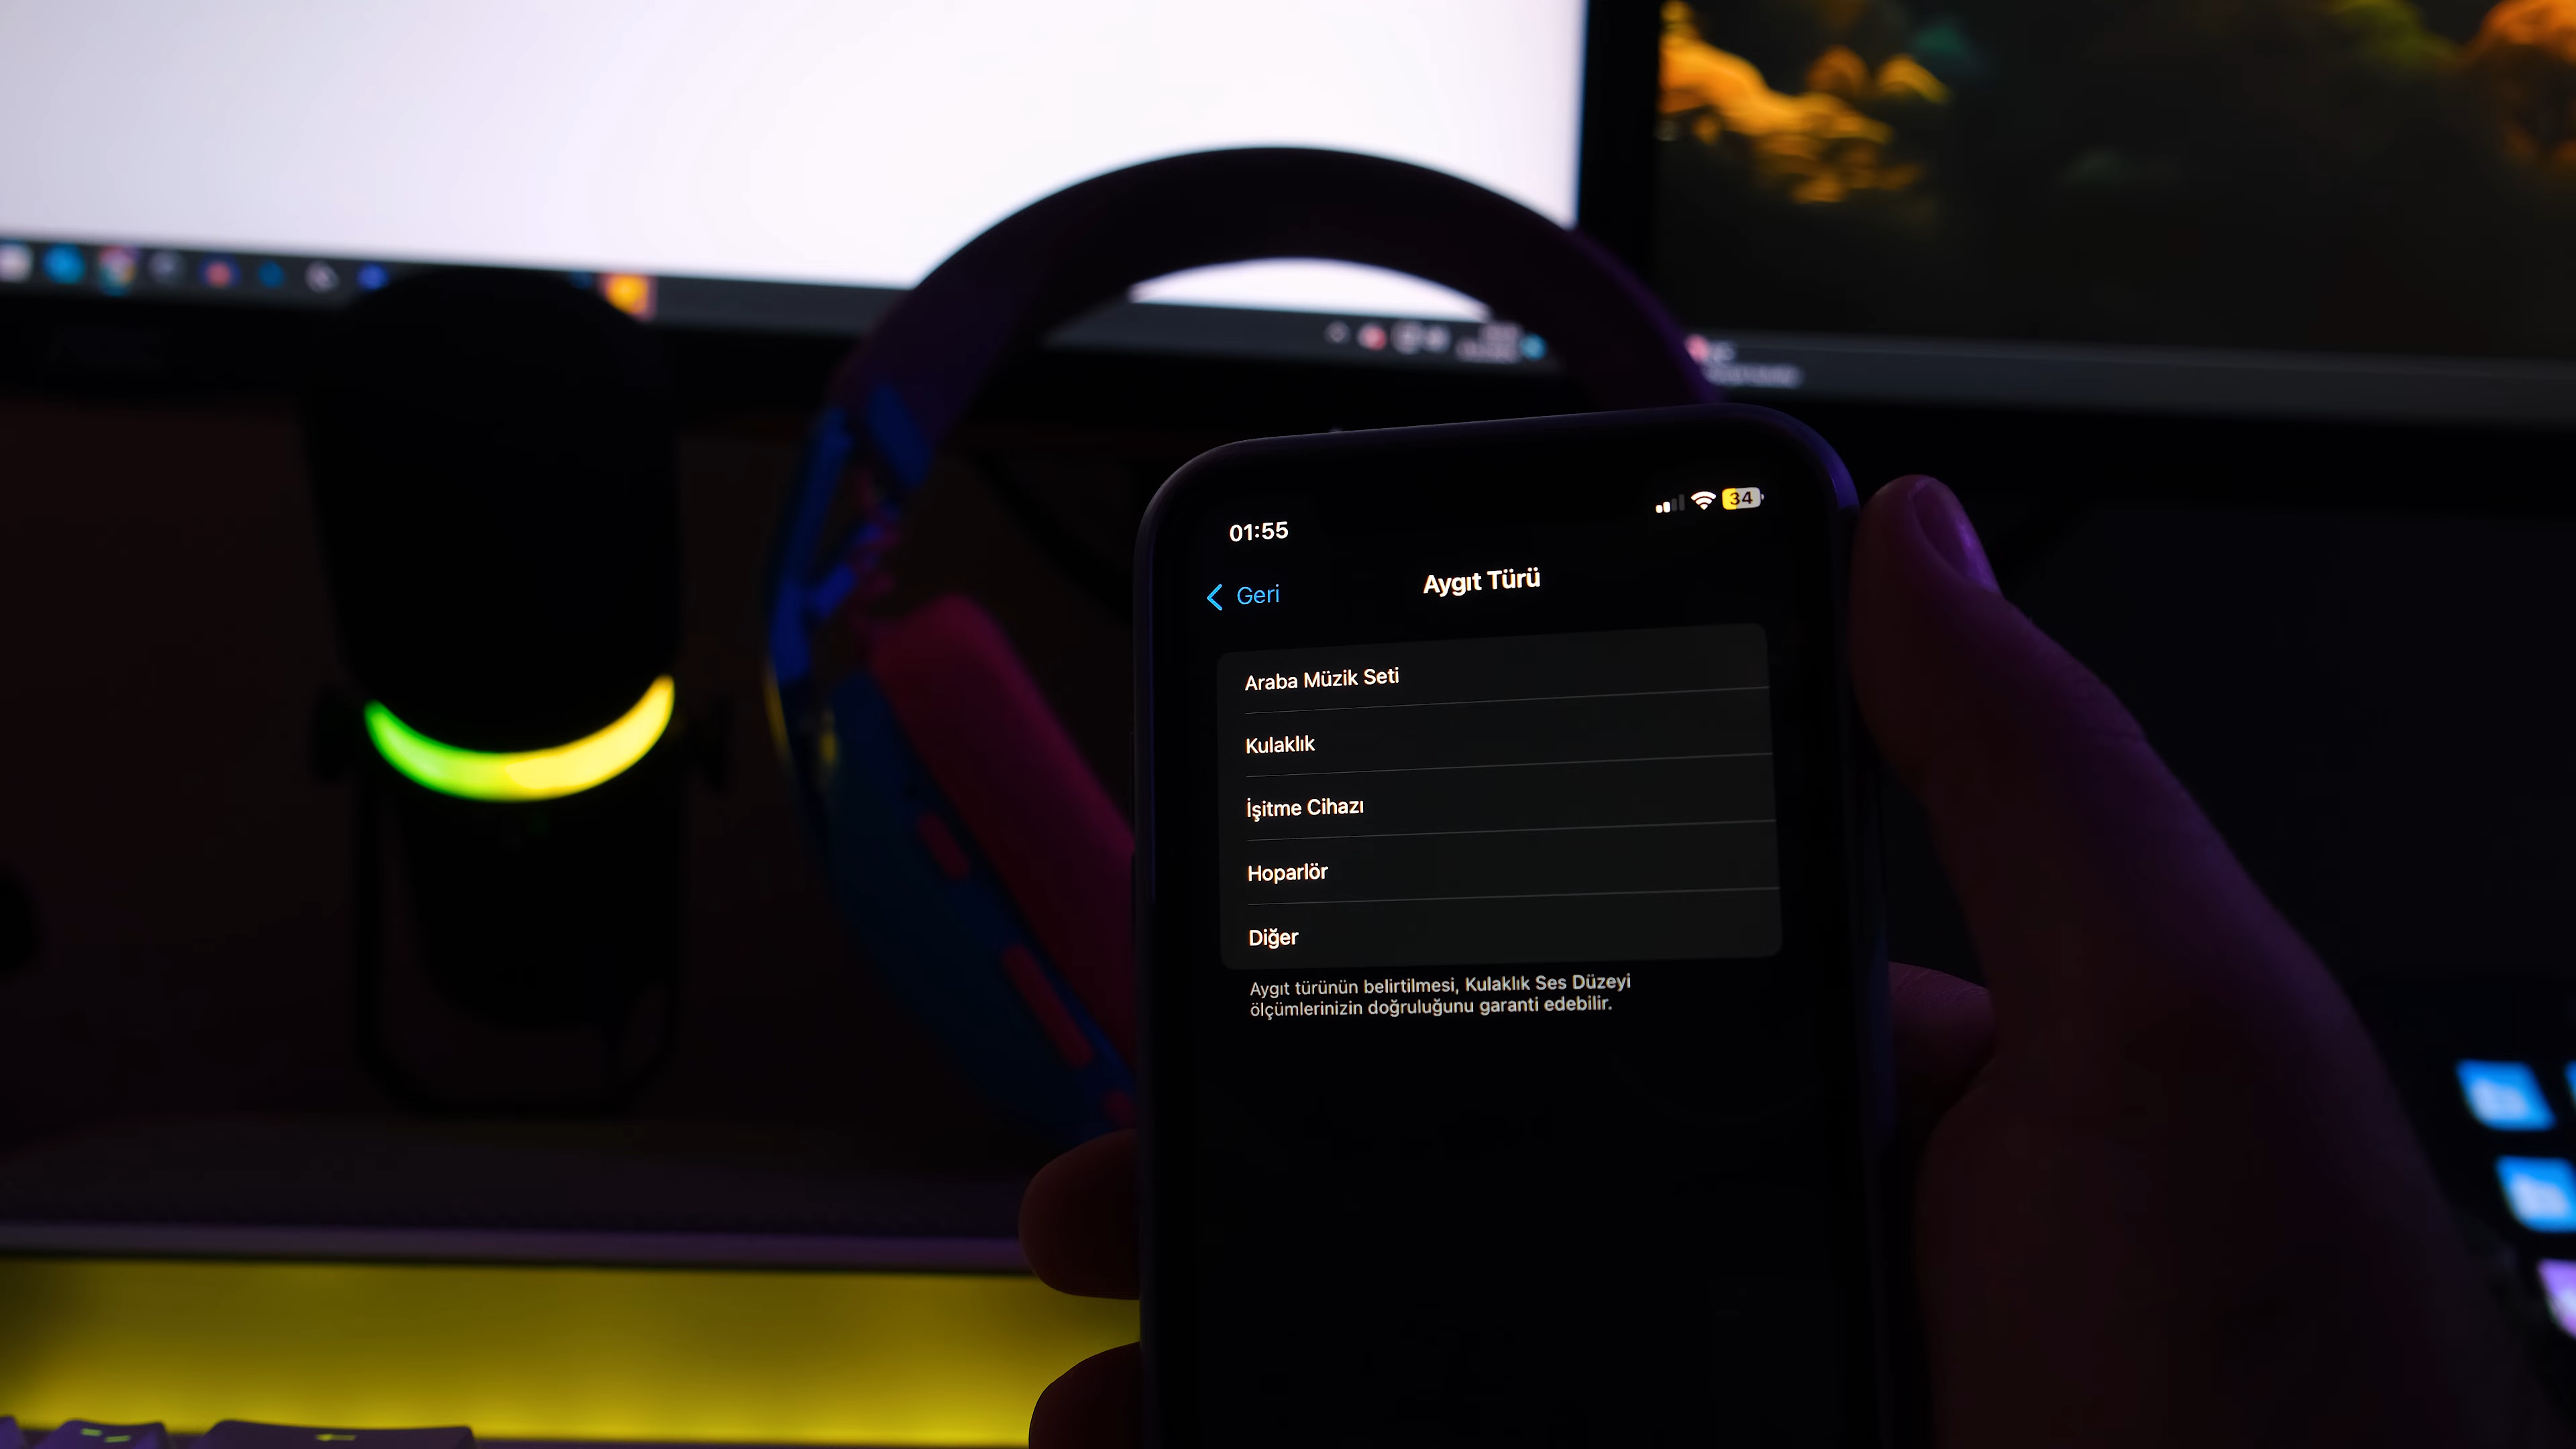 01:55
34
Geri
Aygıt Türü
Araba Müzik Seti
Kulaklık
İşitme Cihazı
Hoparlör
Diğer
Aygıt türünün belirtilmesi, Kulaklık Ses Düzeyi
ölçümlerinizin doğruluğunu garanti edebilir.